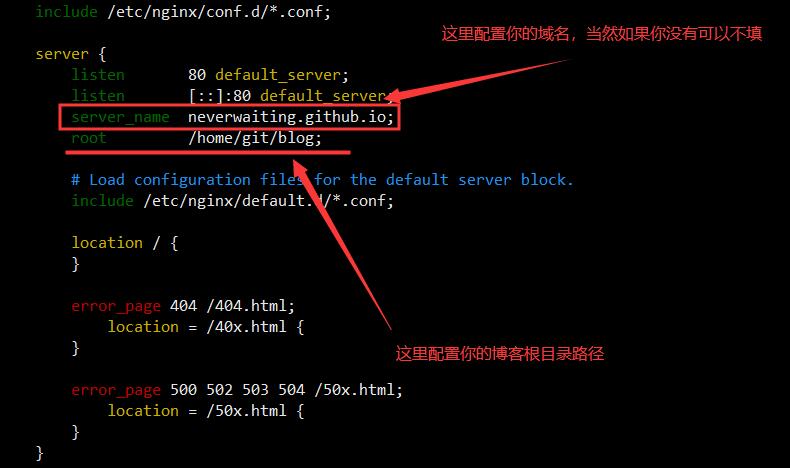 include /etc/nginx/conf.d/*.conf;
这里配置你的域名，当然如果你没有可以不填
server {
listen 80 default_server;
listen [::]:80 default_server;
server_name neverwaiting.github.io;
root /home/git/blog;
# Load configuration files for the default server block.
include /etc/nginx/default.d/*.conf;
location / {
}
error_page 404 /404.html;
location = /40x.html {
}
这里配置你的博客根目录路径
error_page 500 502 503 504 /50x.html;
location = /50x.html {
}
}